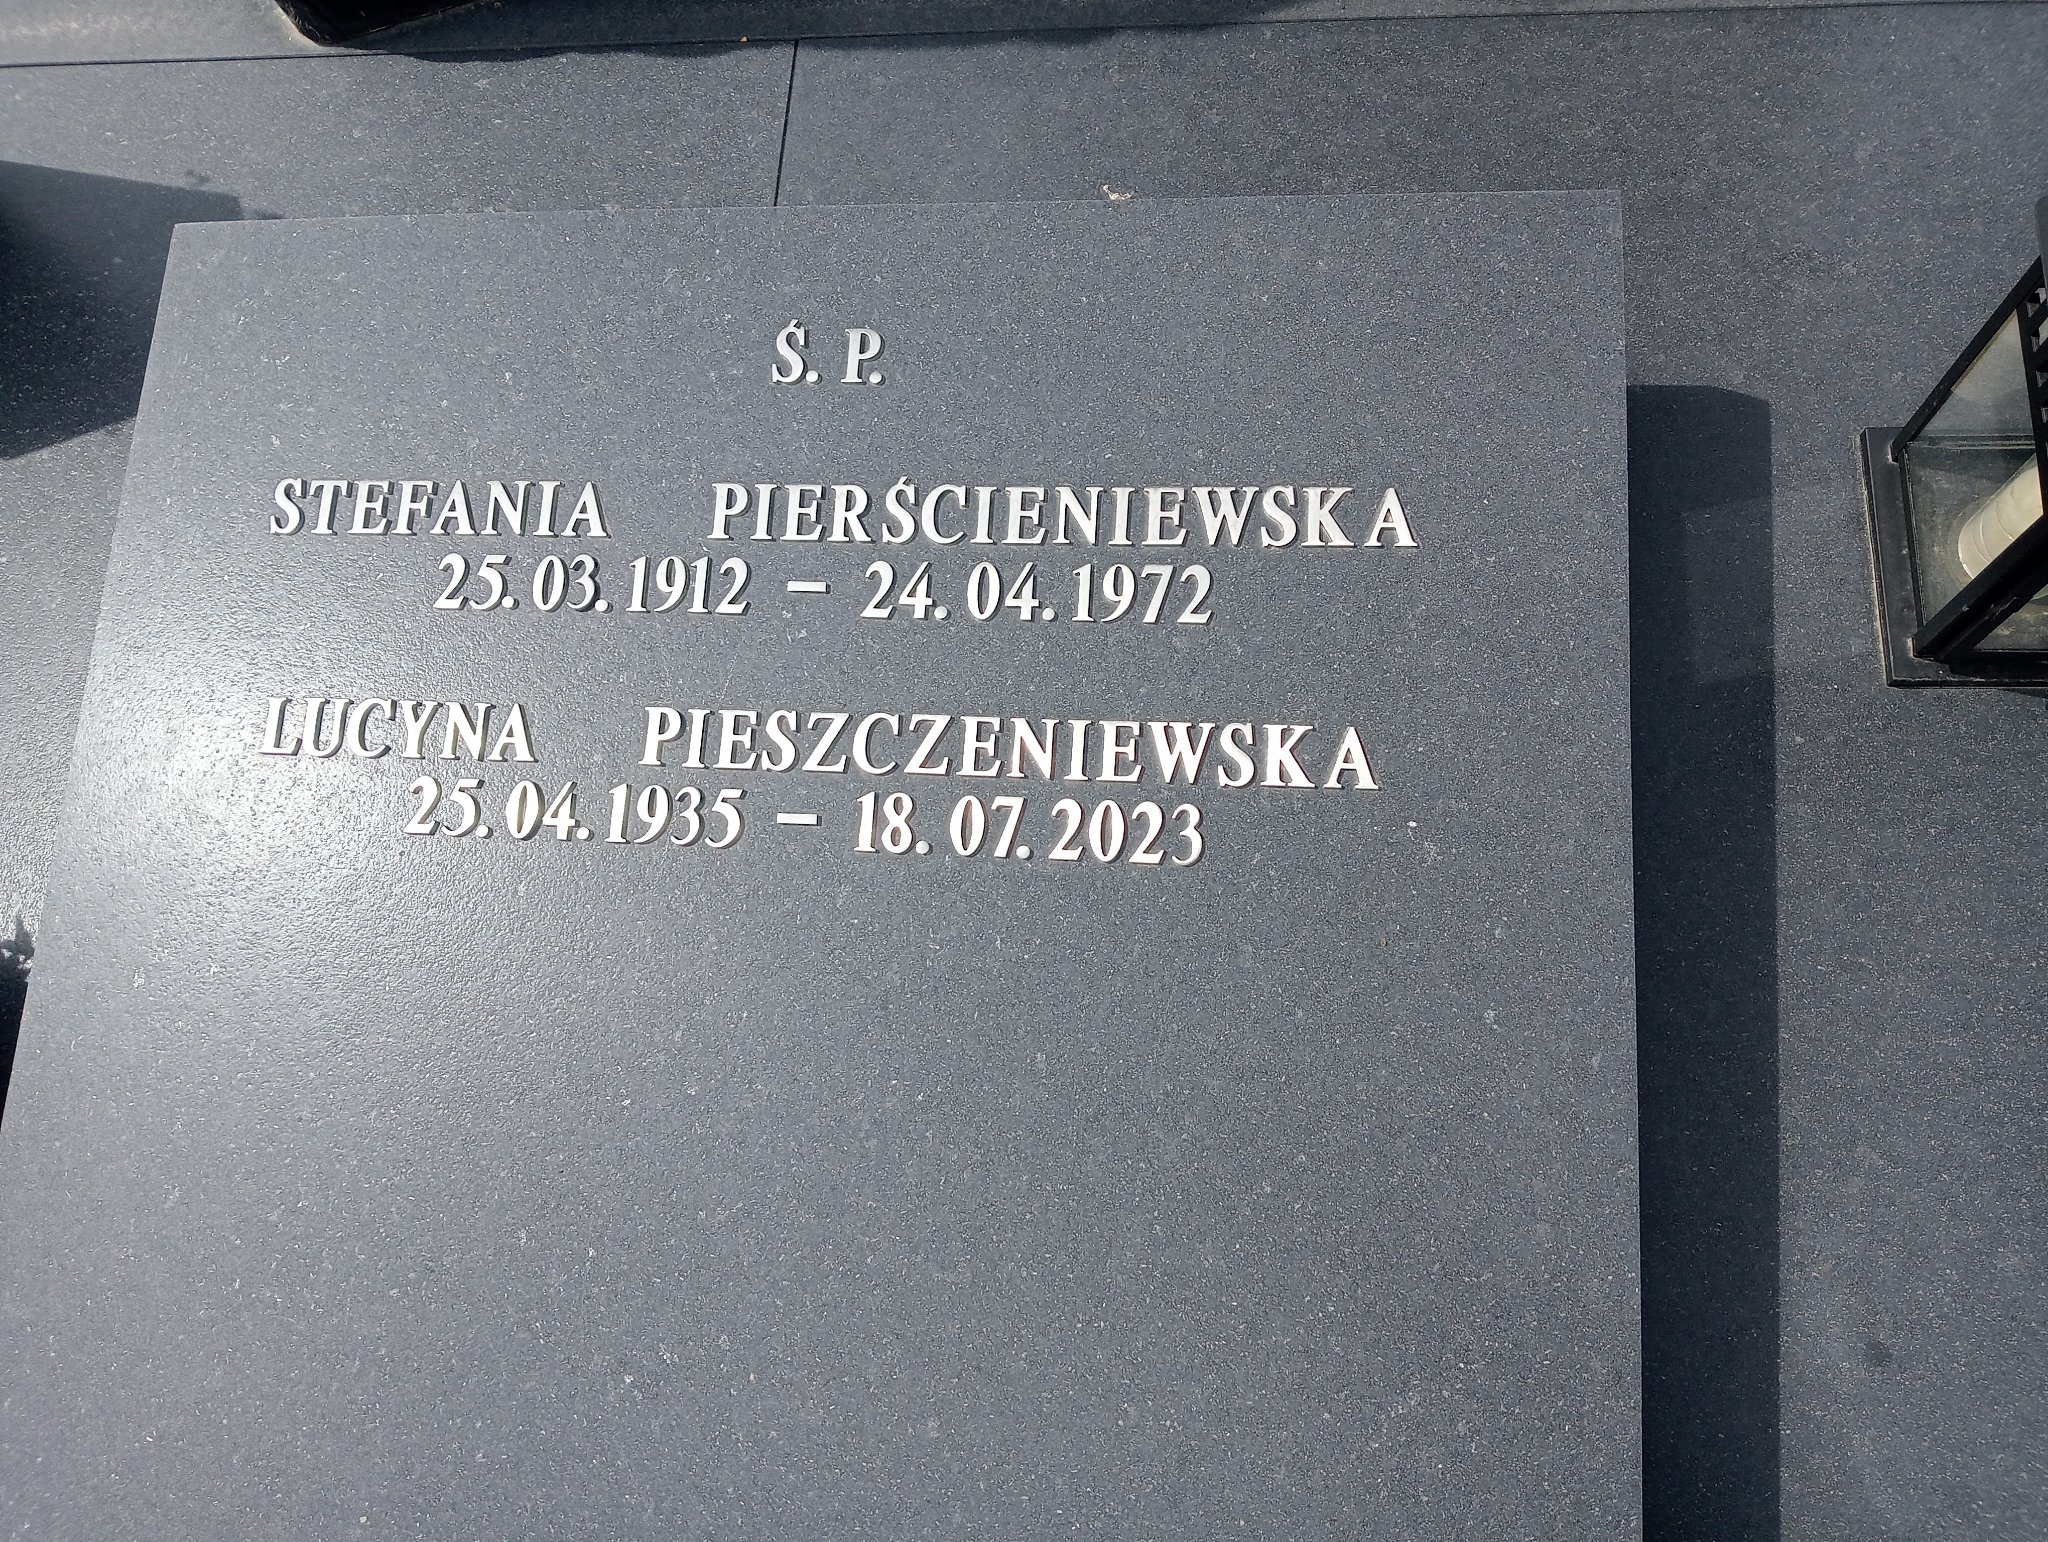 Ś. P.
STEFANIA PIERŚCIENIEWSKA
25.03.1912 – 24.04.1972
LUCYNA PIESZCZENIEWSKA
25.04.1935 – 18.07.2023